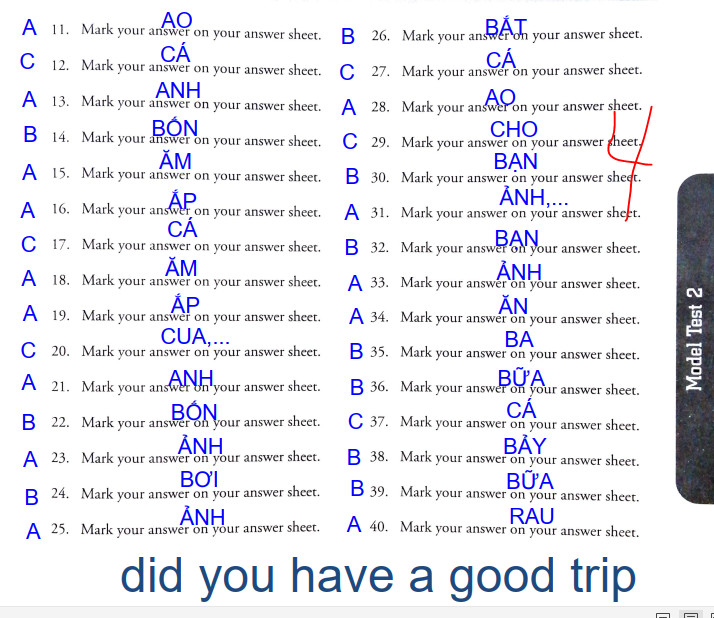 AO
A 11. Mark your answer on your answer sheet.
CÁ
C 12. Mark your answer on your answer sheet.
ANH
A 13. Mark your answer on your answer sheet.
BỐN
B 14. Mark your answer on your answer sheet.
ĂM
A 15. Mark your answer on your answer sheet.
ẮP
A 16. Mark your answer on your answer sheet.
CÁ
C 17. Mark your answer on your answer sheet.
ĂM
A 18. Mark your answer on your answer sheet.
ẮP
A 19. Mark your answer on your answer sheet.
CUA,...
C 20. Mark your answer on your answer sheet.
ANH
A 21. Mark your answer on your answer sheet.
BỐN
B 22. Mark your answer on your answer sheet.
ẢNH
A 23. Mark your answer on your answer sheet.
BƠI
B 24. Mark your answer on your answer sheet.
ẢNH
A 25. Mark your answer on your answer sheet.
BẮT
B 26. Mark your answer on your answer sheet.
CÁ
C 27. Mark your answer on your answer sheet.
AO
A 28. Mark your answer on your answer sheet.
CHO
C 29. Mark your answer on your answer sheet.
4
BẠN
B 30. Mark your answer on your answer sheet.
ẢNH,...
A 31. Mark your answer on your answer sheet.
BẠN
B 32. Mark your answer on your answer sheet.
ẢNH
A 33. Mark your answer on your answer sheet.
ĂN
A 34. Mark your answer on your answer sheet.
BA
B 35. Mark your answer on your answer sheet.
BỮA
B 36. Mark your answer on your answer sheet.
CÁ
C 37. Mark your answer on your answer sheet.
BẢY
B 38. Mark your answer on your answer sheet.
BỮA
B 39. Mark your answer on your answer sheet.
RAU
A 40. Mark your answer on your answer sheet.
Model Test 2
did you have a good trip